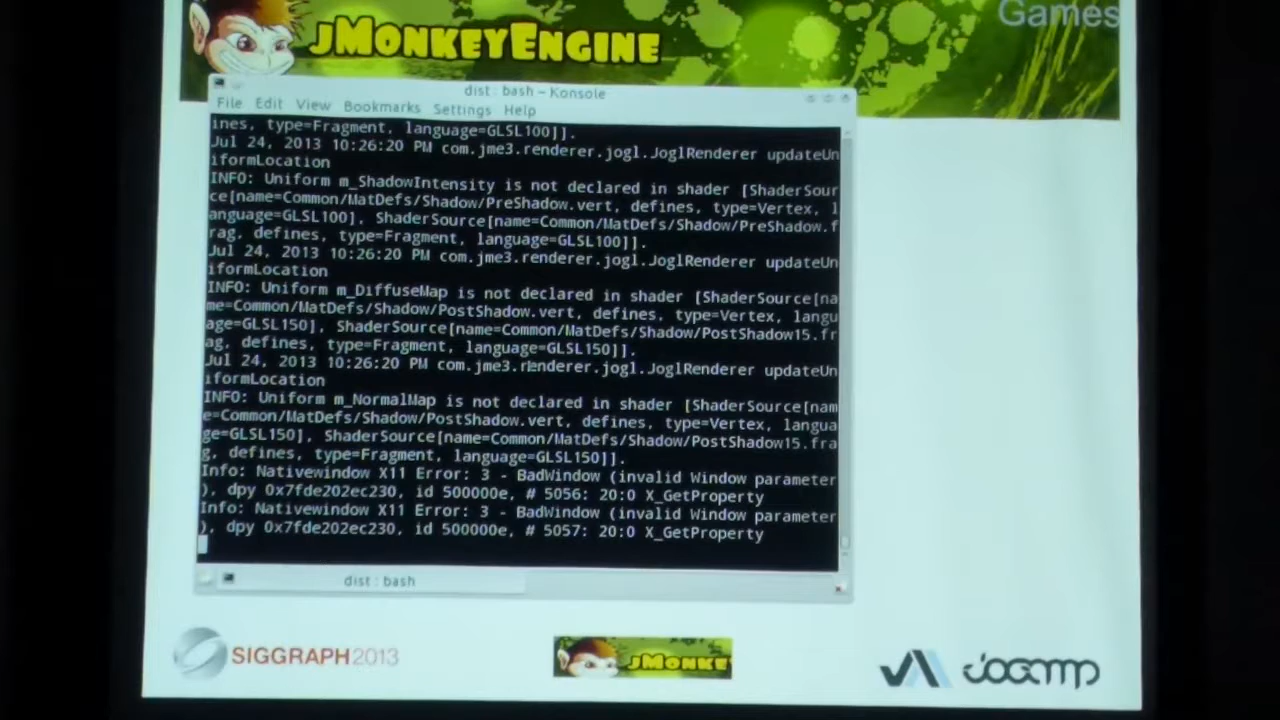 Games
jMonkeyEngine
dist : bash – Konsole
File Edit View Bookmarks Settings Help
ines, type=Fragment, language=GLSL100]].
Jul 24, 2013 10:26:20 PM com.jme3.renderer.jogl.JoglRenderer updateUn
iformLocation
INFO: Uniform m_ShadowIntensity is not declared in shader [ShaderSour
ce[name=Common/MatDefs/Shadow/PreShadow.vert, defines, type=Vertex, l
anguage=GLSL100], ShaderSource[name=Common/MatDefs/Shadow/PreShadow.f
rag, defines, type=Fragment, language=GLSL100]].
Jul 24, 2013 10:26:20 PM com.jme3.renderer.jogl.JoglRenderer updateUn
iformLocation
INFO: Uniform m_DiffuseMap is not declared in shader [ShaderSource[na
me=Common/MatDefs/Shadow/PostShadow.vert, defines, type=Vertex, langu
age=GLSL150], ShaderSource[name=Common/MatDefs/Shadow/PostShadow15.fr
ag, defines, type=Fragment, language=GLSL150]].
Jul 24, 2013 10:26:20 PM com.jme3.renderer.jogl.JoglRenderer updateUn
iformLocation
INFO: Uniform m_NormalMap is not declared in shader [ShaderSource[nam
e=Common/MatDefs/Shadow/PostShadow.vert, defines, type=Vertex, langua
ge=GLSL150], ShaderSource[name=Common/MatDefs/Shadow/PostShadow15.fra
g, defines, type=Fragment, language=GLSL150]].
Info: Nativewindow X11 Error: 3 - BadWindow (invalid Window parameter
), dpy 0x7fde202ec230, id 500000e, # 5056: 20:0 X_GetProperty
Info: Nativewindow X11 Error: 3 - BadWindow (invalid Window parameter
), dpy 0x7fde202ec230, id 500000e, # 5057: 20:0 X_GetProperty
dist : bash
SIGGRAPH2013
jMonke
jogamp